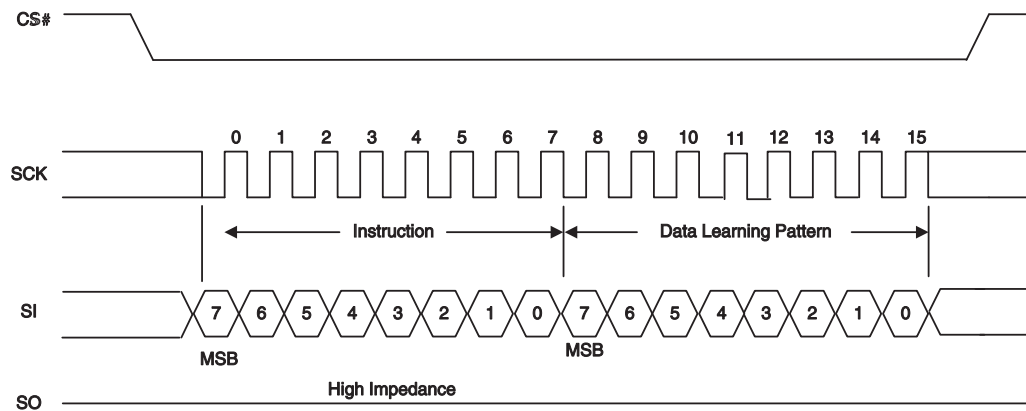 CS#
0 1 2 3 4 5 6 7 8 9 10 11 12 13 14 15
SCK
Instruction Data Learning Pattern
SI
7 6 5 4 3 2 1 0 7 6 5 4 3 2 1 0
MSB MSB
High Impedance
SO